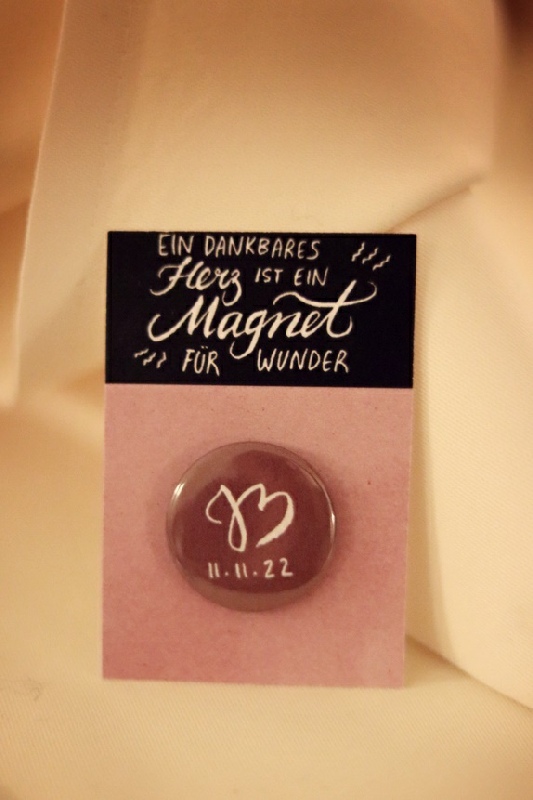 EIN DANKBARES
Herz IST EIN
Magnet
FÜR WUNDER
11.11.22